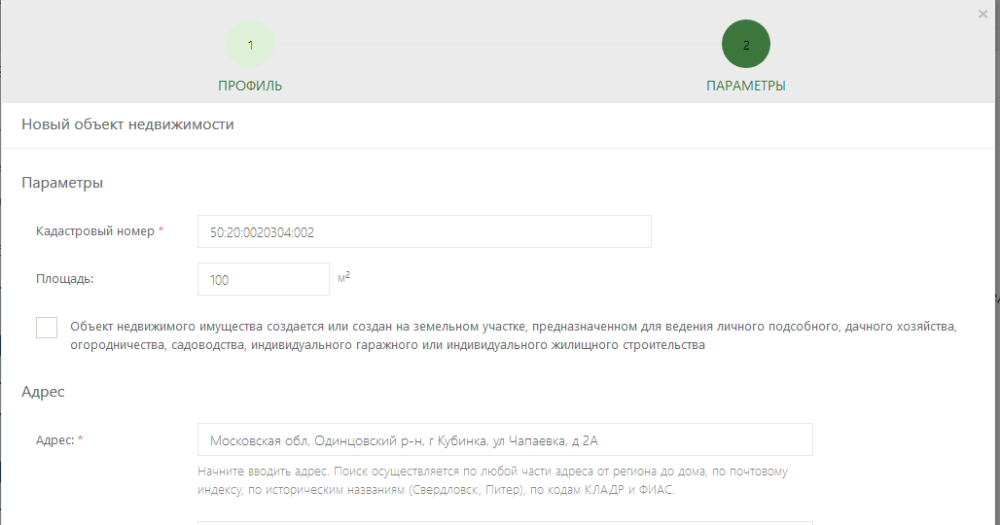 ×
1
2
ПРОФИЛЬ
ПАРАМЕТРЫ
Новый объект недвижимости
Параметры
Кадастровый номер *
50:20:0020304:002
Площадь:
100
м²
Объект недвижимого имущества создается или создан на земельном участке, предназначенном для ведения личного подсобного, дачного хозяйства,
огородничества, садоводства, индивидуального гаражного или индивидуального жилищного строительства
Адрес
Адрес: *
Московская обл, Одинцовский р-н, г Кубинка, ул Чапаевка, д 2А
Начните вводить адрес. Поиск осуществляется по любой части адреса от региона до дома, по почтовому
индексу, по историческим названиям (Свердловск, Питер), по кодам КЛАДР и ФИАС.